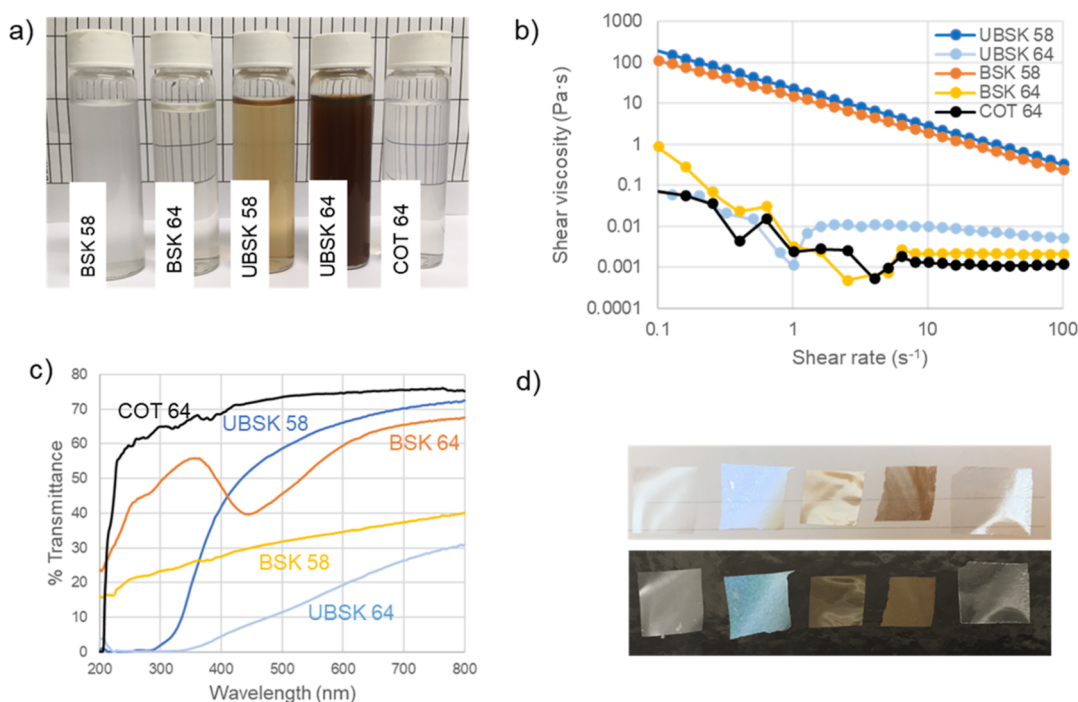 a)
BSK 58
BSK 64
UBSK 58
UBSK 64
COT 64
b)
Shear viscosity (Pa·s)
1000
100
10
1
0.1
0.01
0.001
0.0001
UBSK 58
UBSK 64
BSK 58
BSK 64
COT 64
0.1 1 10 100
Shear rate (s⁻¹)
c)
% Transmittance
80
70
60
50
40
30
20
10
0
COT 64
UBSK 58
BSK 64
BSK 58
UBSK 64
200 300 400 500 600 700 800
Wavelength (nm)
d)